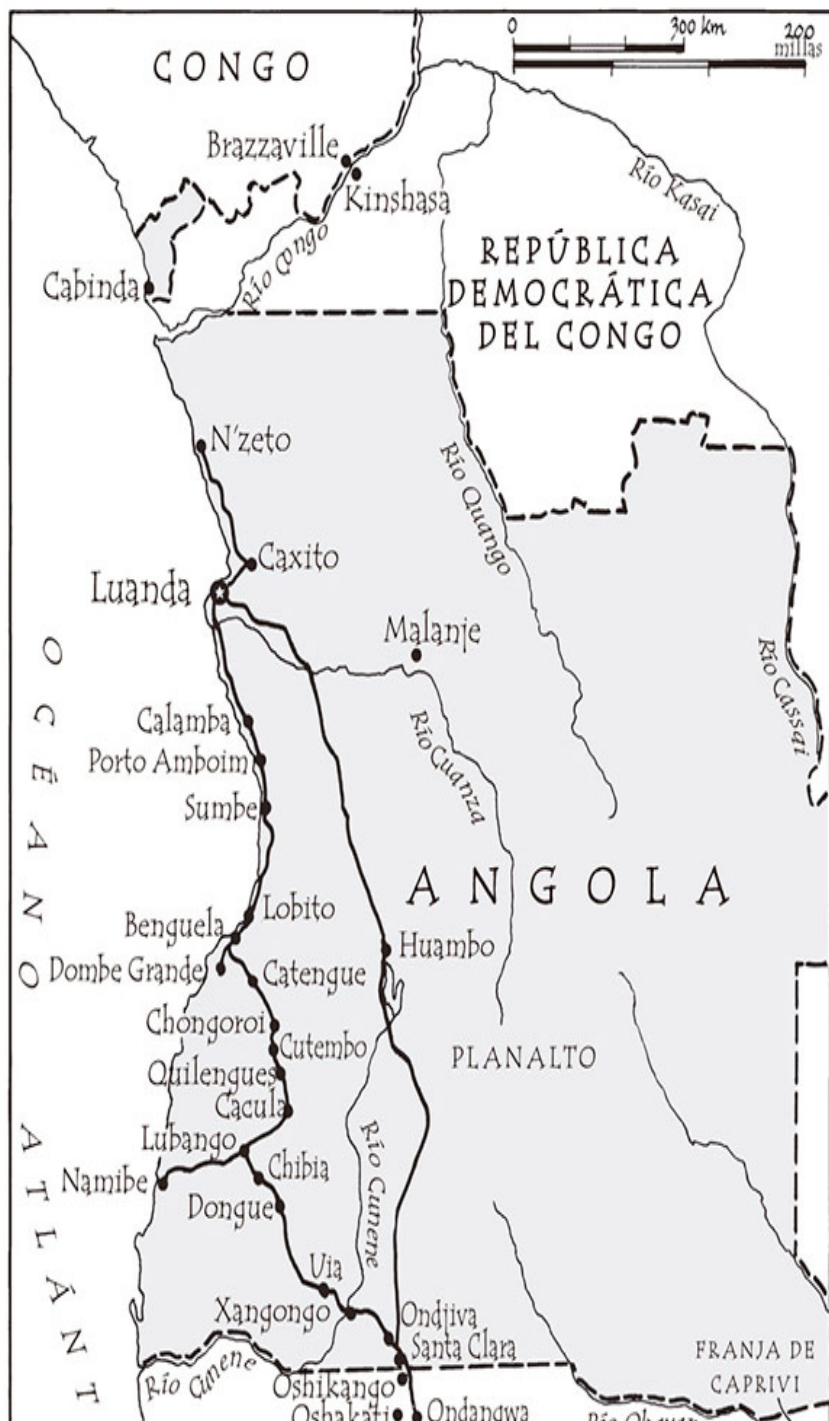 0 300 km 200
millas
CONGO
Brazzaville
Kinshasa
Río Kasai
REPÚBLICA
DEMOCRÁTICA
DEL CONGO
Río Congo
Cabinda
N'zeto
Río Quango
Caxito
Luanda
Malanje
Río Cassai
Río Cuanza
Calamba
Porto Amboim
Sumbe
ANGOLA
Lobito
Benguela
Huambo
Dombe Grande
Catengue
Chongoroi
Cutembo
PLANALTO
Quilengues
Cacula
Lubango
Río Cunene
Chibia
Namibe
Dongue
Uia
Xangongo
Ondjiva
Santa Clara
FRANJA DE
CAPRIVI
Río Cunene
Oshikango
Oshakati
Ondangwa
OCÉANO ATLÁNT